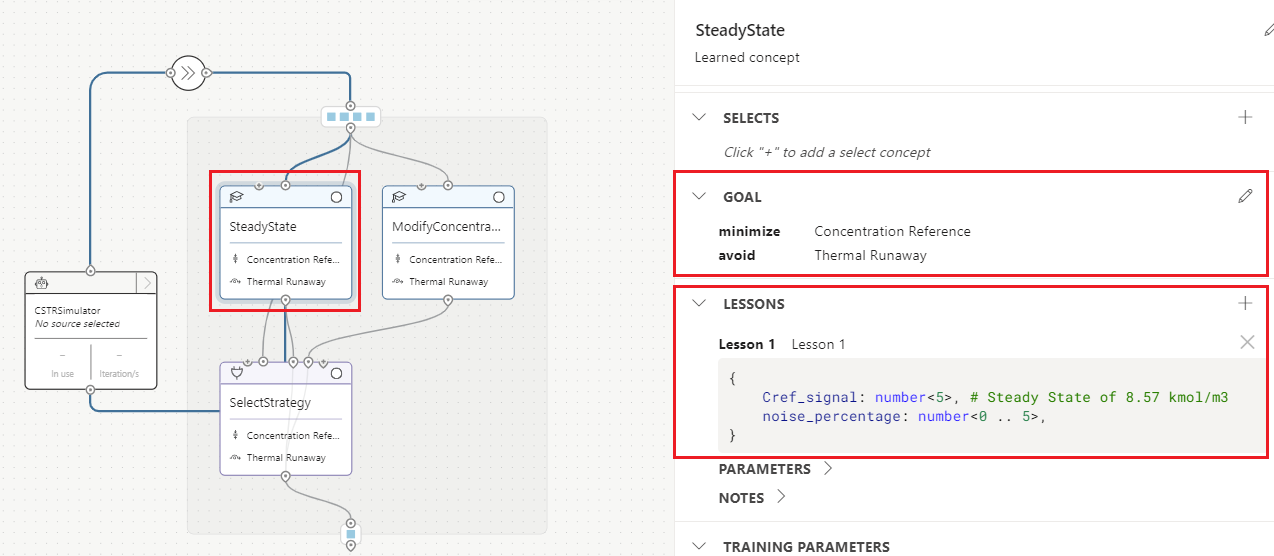 SteadyState
Concentration Refe...
Thermal Runaway
ModifyConcentra...
Concentration Refe...
Thermal Runaway
CSTRSimulator
No source selected
– –
In use Iteration/s
SelectStrategy
Concentration Refe...
Thermal Runaway
SteadyState
Learned concept
SELECTS
Click "+" to add a select concept
GOAL
minimize Concentration Reference
avoid Thermal Runaway
LESSONS
Lesson 1 Lesson 1
{
Cref_signal: number<5>, # Steady State of 8.57 kmol/m3
noise_percentage: number<0 .. 5>,
}
PARAMETERS
NOTES
TRAINING PARAMETERS